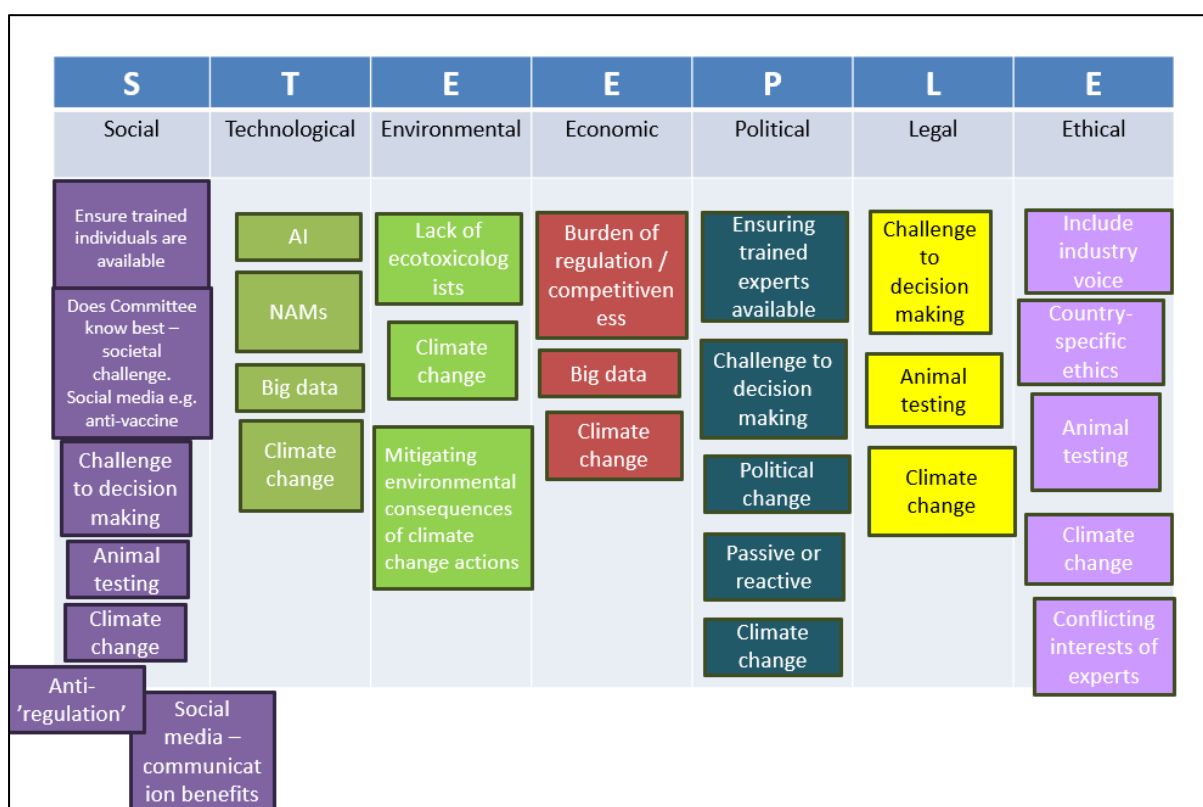 S
T
E
E
P
L
E
Social
Technological
Environmental
Economic
Political
Legal
Ethical
Ensure trained
individuals are
available
Does Committee
know best –
societal
challenge.
Social media e.g.
anti-vaccine
Challenge
to decision
making
Animal
testing
Climate
change
Anti-
’regulation’
Social
media –
communicat
ion benefits
AI
NAMs
Big data
Climate
change
Lack of
ecotoxicolog
ists
Climate
change
Mitigating
environmental
consequences
of climate
change actions
Burden of
regulation /
competitiven
ess
Big data
Climate
change
Ensuring
trained
experts
available
Challenge to
decision
making
Political
change
Passive or
reactive
Climate
change
Challenge
to
decision
making
Animal
testing
Climate
change
Include
industry
voice
Country-
specific
ethics
Animal
testing
Climate
change
Conflicting
interests of
experts